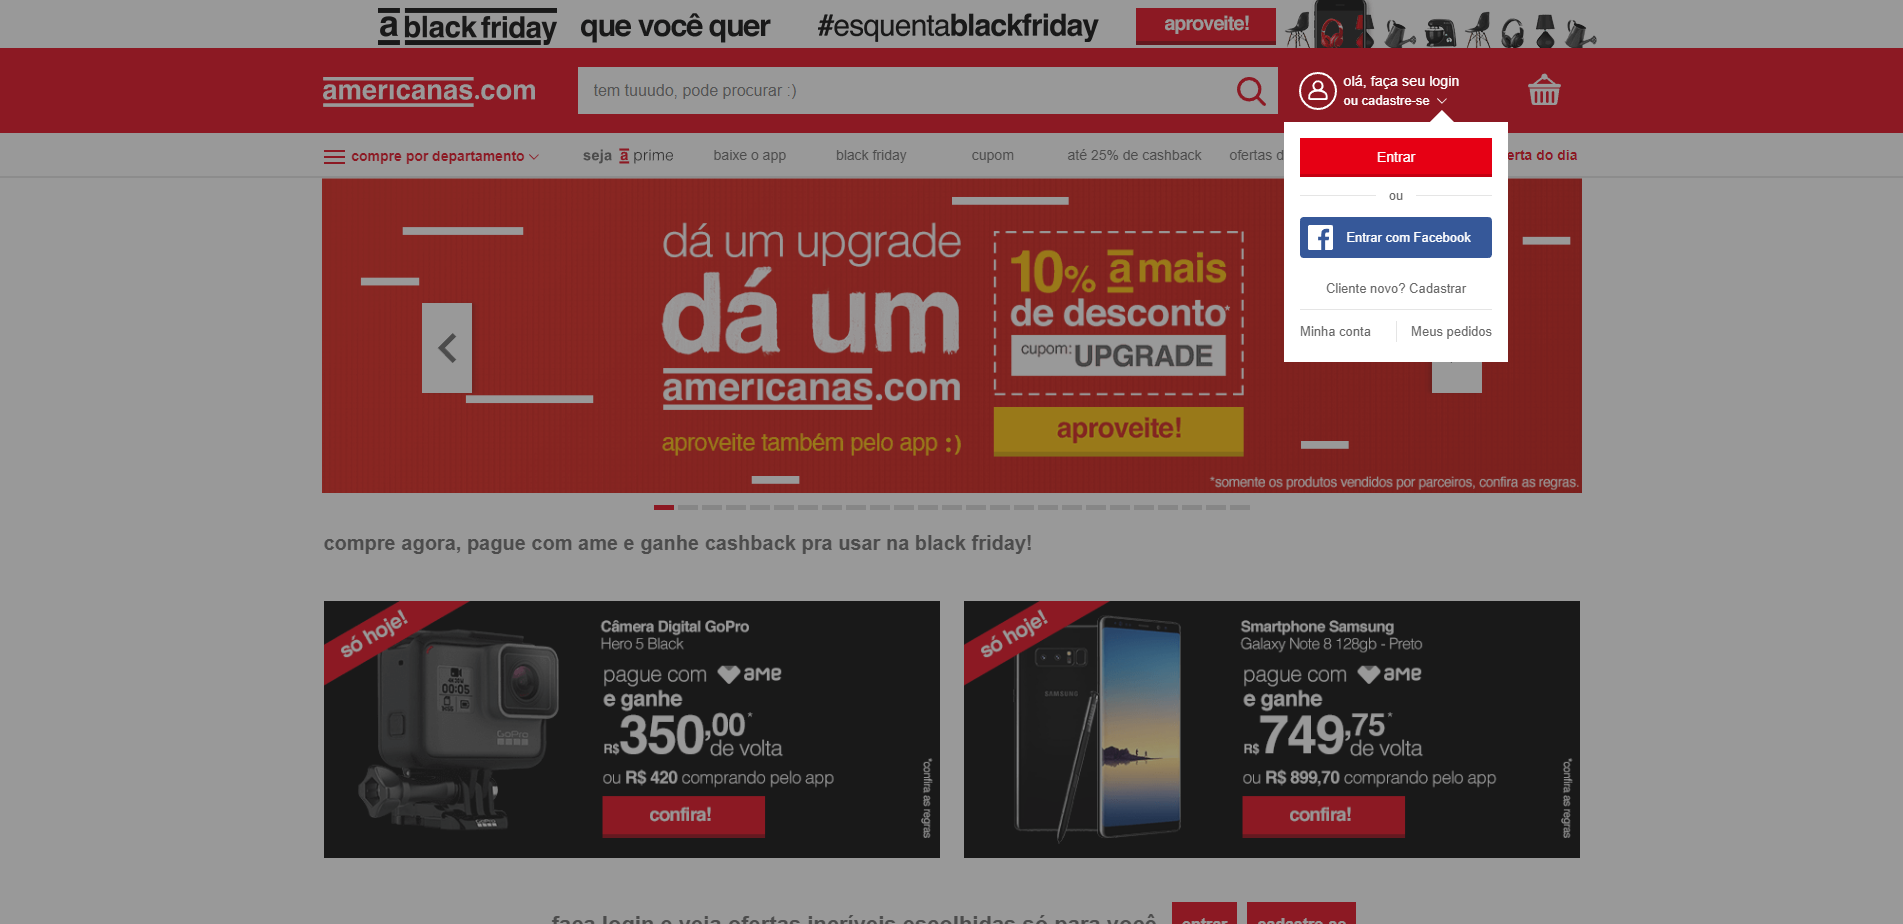 a black friday que você quer #esquentablackfriday aproveite!
americanas.com
tem tuuudo, pode procurar :)
olá, faça seu login
ou cadastre-se
compre por departamento
seja a prime
baixe o app
black friday
cupom
até 25% de cashback
ofertas d
erta do dia
Entrar
ou
Entrar com Facebook
Cliente novo? Cadastrar
Minha conta
Meus pedidos
dá um upgrade
dá um
americanas.com
aproveite também pelo app :)
10% a mais
de desconto*
cupom: UPGRADE
aproveite!
*somente os produtos vendidos por parceiros, confira as regras.
compre agora, pague com ame e ganhe cashback pra usar na black friday!
só hoje!
00:05
GoPro
Câmera Digital GoPro
Hero 5 Black
pague com AME
e ganhe
R$350,00*
de volta
ou R$ 420 comprando pelo app
confira!
*confira as regras
só hoje!
SAMSUNG
Smartphone Samsung
Galaxy Note 8 128gb - Preto
pague com AME
e ganhe
R$749,75*
de volta
ou R$ 899,70 comprando pelo app
confira!
*confira as regras
faça login e veja ofertas incríveis escolhidas só para você
entrar
cadastre-se